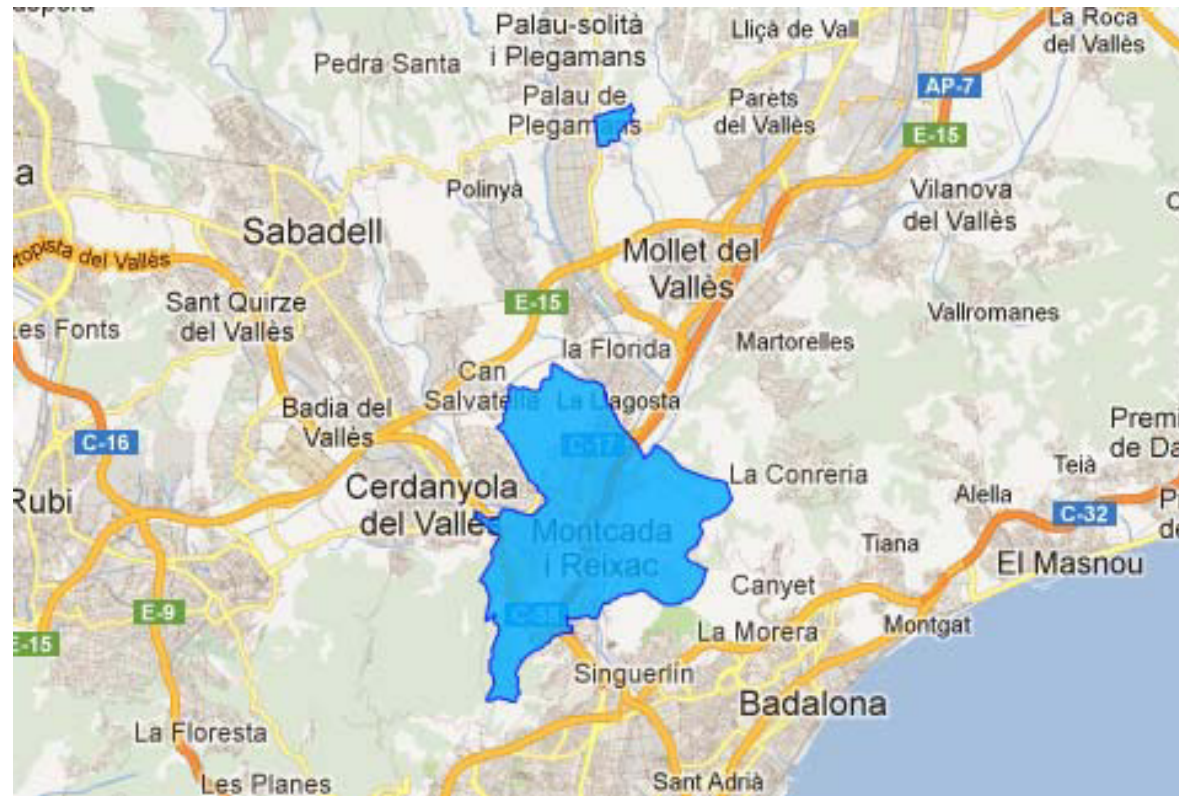 Palau-solità
i Plegamans
Lliçà de Vall
La Roca
del Vallès
Pedra Santa
AP-7
Palau de
Plegamans
Parets
del Vallès
E-15
Polinyà
Vilanova
del Vallès
Sabadell
Mollet del
Vallès
del Vallès
Sant Quirze
del Vallès
E-15
Vallromanes
Les Fonts
la Florida
Martorelles
Can
Salvatella
La Llagosta
Badia del
Vallès
C-16
C-17
Premi
de Da
La Conreria
Teià
Rubí
Cerdanyola
del Vallès
Alella
C-32
Montcada
i Reixac
Tiana
El Masnou
Canyet
E-9
C-58
E-15
La Morera
Montgat
Singuerlín
Badalona
La Floresta
Les Planes
Sant Adrià